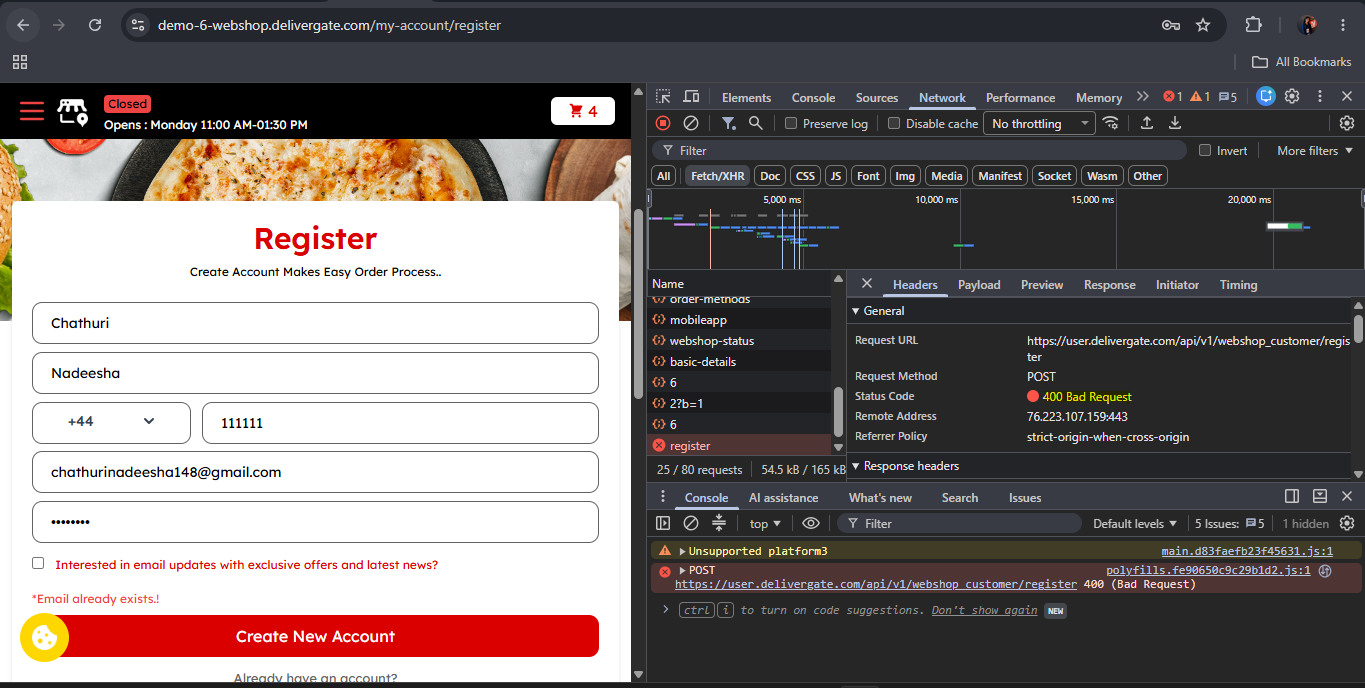 demo-6-webshop.delivergate.com/my-account/register
All Bookmarks
Closed
Opens : Monday 11:00 AM-01:30 PM
4
Register
Create Account Makes Easy Order Process..
Chathuri
Nadeesha
+44
111111
chathurinadeesha148@gmail.com
••••••••
Interested in email updates with exclusive offers and latest news?
*Email already exists.!
Create New Account
Already have an account?
Elements Console Sources Network Performance Memory 1 1 5
Preserve log Disable cache No throttling
Filter Invert More filters
All Fetch/XHR Doc CSS JS Font Img Media Manifest Socket Wasm Other
5,000 ms 10,000 ms 15,000 ms 20,000 ms
Name
order-methods
mobileapp
webshop-status
basic-details
6
2?b=1
6
register
25 / 80 requests 54.5 kB / 165 kB
Headers Payload Preview Response Initiator Timing
General
Request URL https://user.delivergate.com/api/v1/webshop_customer/regis
ter
Request Method POST
Status Code 400 Bad Request
Remote Address 76.223.107.159:443
Referrer Policy strict-origin-when-cross-origin
Response headers
Console AI assistance What's new Search Issues
top Filter Default levels 5 Issues: 5 1 hidden
Unsupported platform3 main.d83faefb23f45631.js:1
POST polyfills.fe90650c9c29b1d2.js:1
https://user.delivergate.com/api/v1/webshop_customer/register 400 (Bad Request)
ctrl i to turn on code suggestions. Don't show again NEW